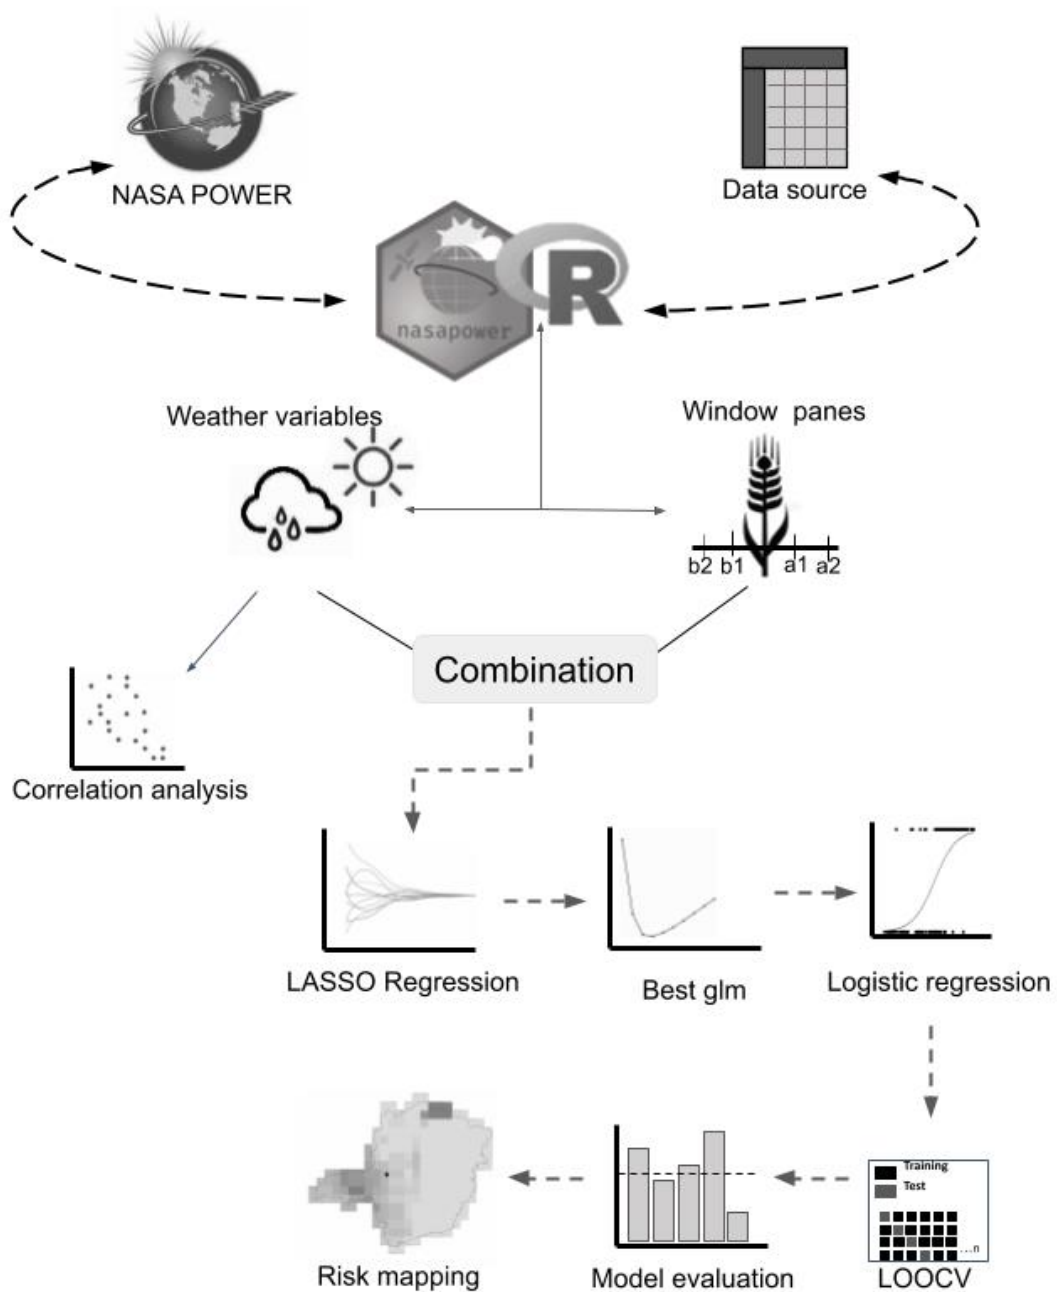 NASA POWER
Data source
nasapower
R
Weather variables
Window panes
b2 b1 a1 a2
Combination
Correlation analysis
LASSO Regression
Best glm
Logistic regression
Training
Test
...n
Risk mapping
Model evaluation
LOOCV